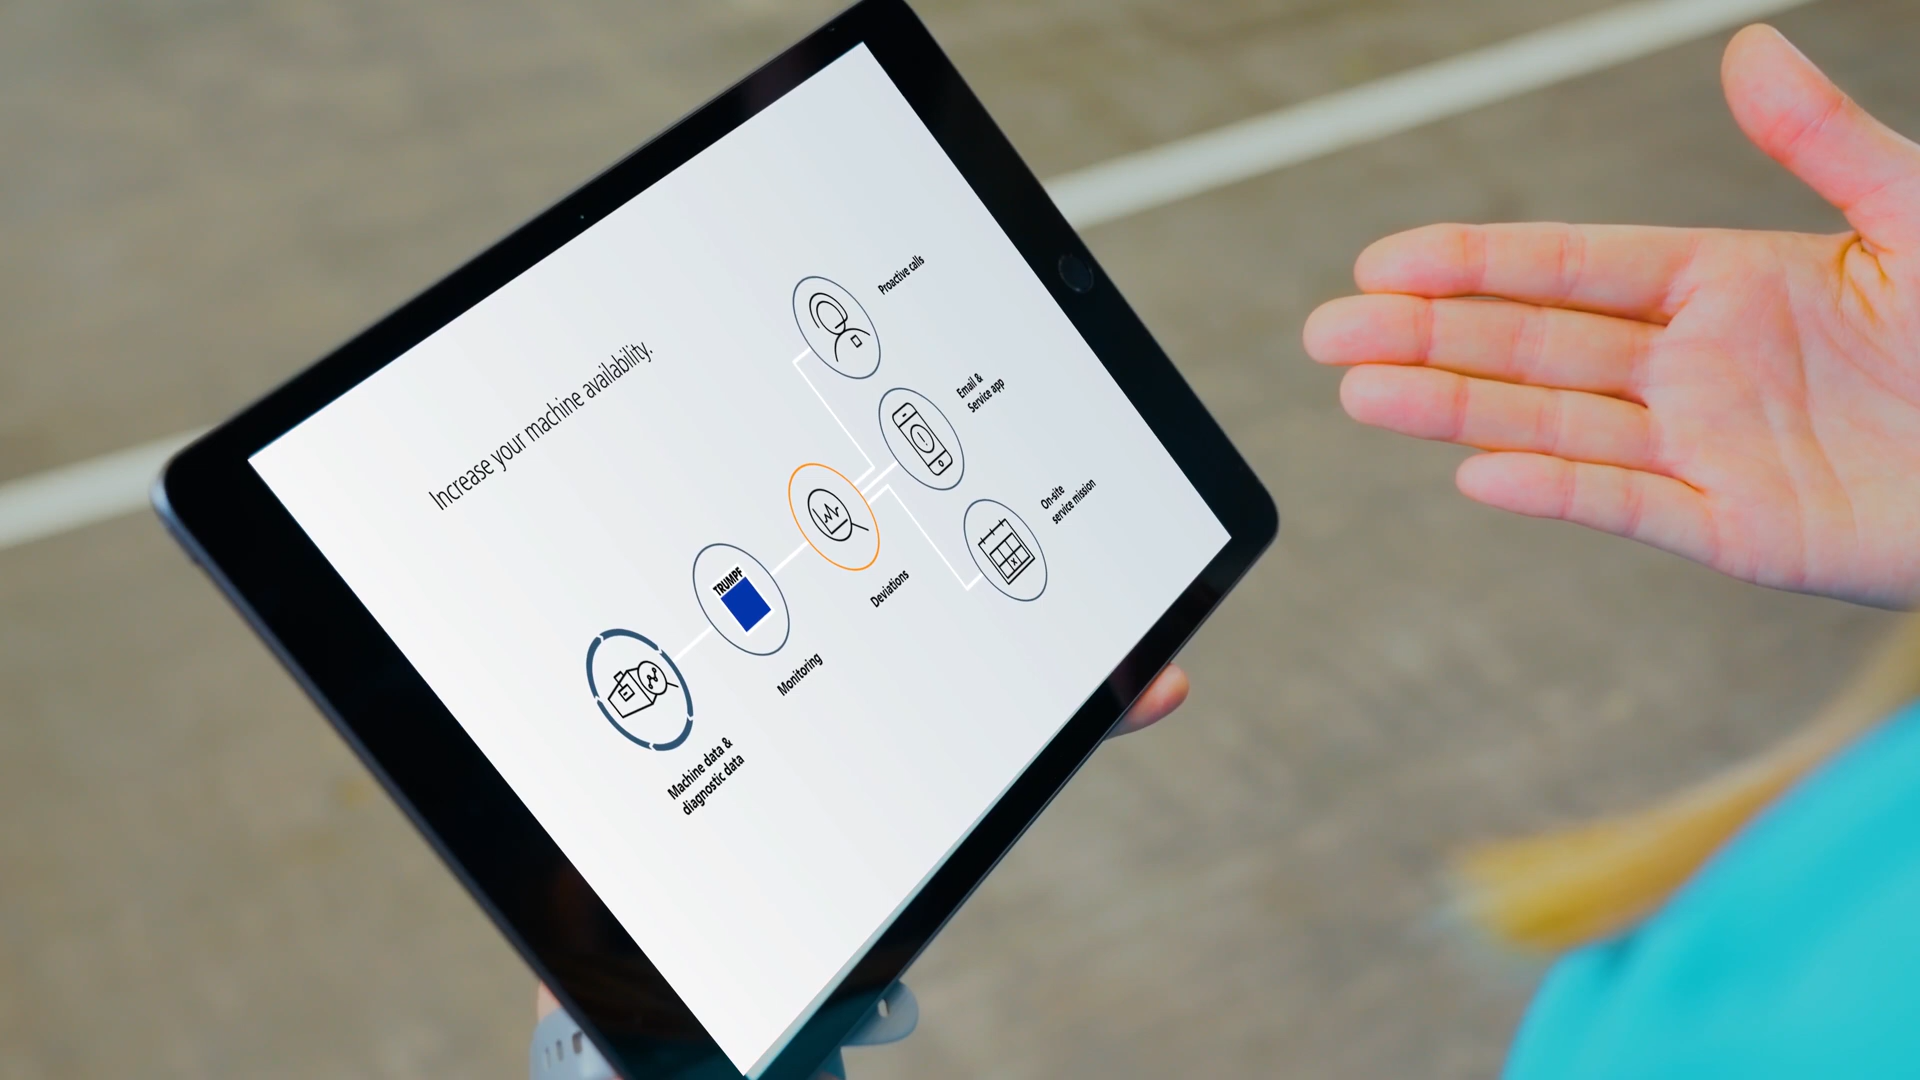 Increase your machine availability.
Machine data &
diagnostic data
TRUMPF
Monitoring
Deviations
Proactive calls
Email &
Service app
On-site
service mission